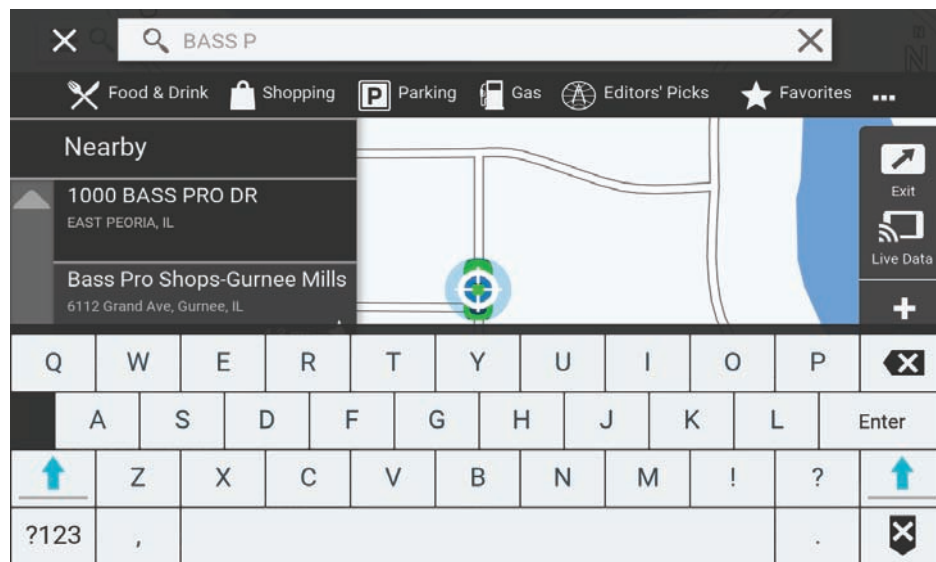 BASS P
Food & Drink Shopping P Parking Gas Editors' Picks Favorites ...
N
Nearby
1000 BASS PRO DR
EAST PEORIA, IL
Bass Pro Shops-Gurnee Mills
6112 Grand Ave, Gurnee, IL
Exit
Live Data
+
Q W E R T Y U I O P
A S D F G H J K L Enter
Z X C V B N M ! ?
?123 , .